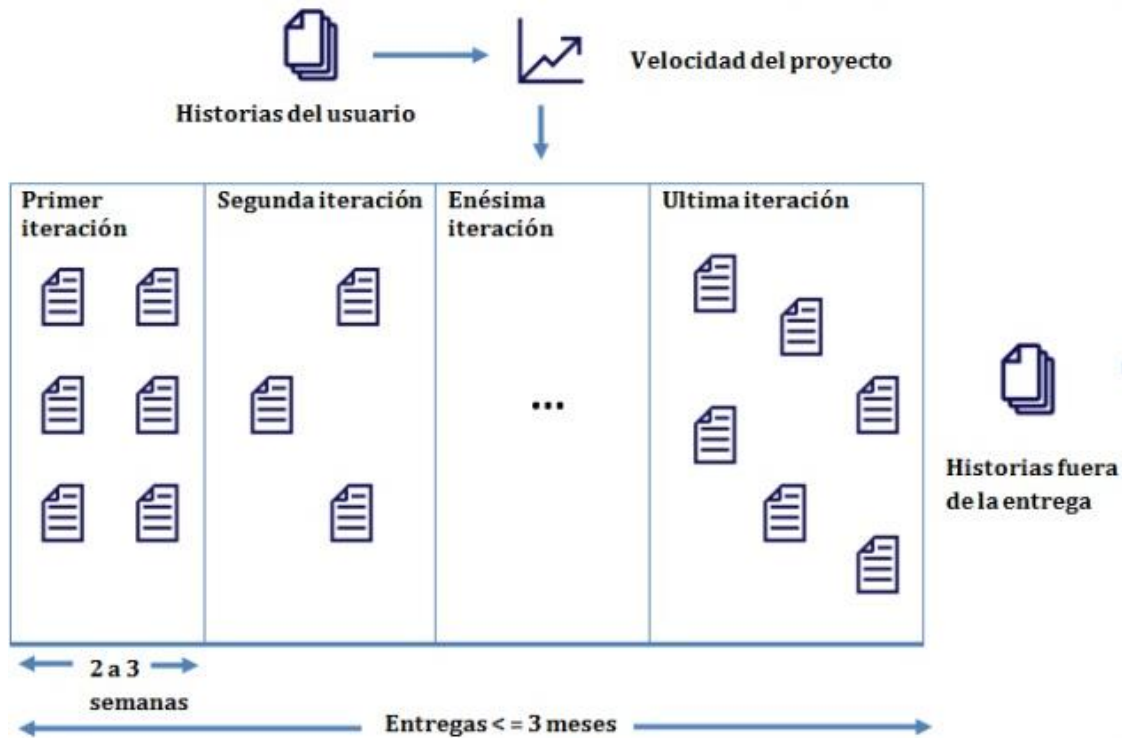 Velocidad del proyecto
Historias del usuario
Primer
iteración
Segunda iteración
Enésima
iteración
Ultima iteración
...
Historias fuera
de la entrega
2 a 3
semanas
Entregas < = 3 meses